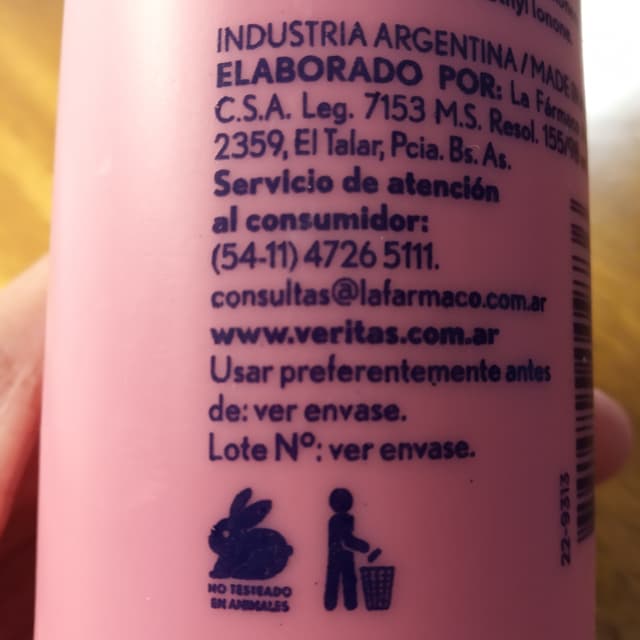 INDUSTRIA ARGENTINA / MADE
ELABORADO POR: La
C.S.A. Leg. 7153 M.S. Resol.
2359, El Talar, Pcia. Bs. As.
Servicio de atención
al consumidor:
(54-11) 4726 5111.
consultas@lafarmaco.com.ar
www.veritas.com.ar
Usar preferentemente antes
de: ver envase.
Lote Nº: ver envase.
NO TESTEADO
EN ANIMALES
22-9313